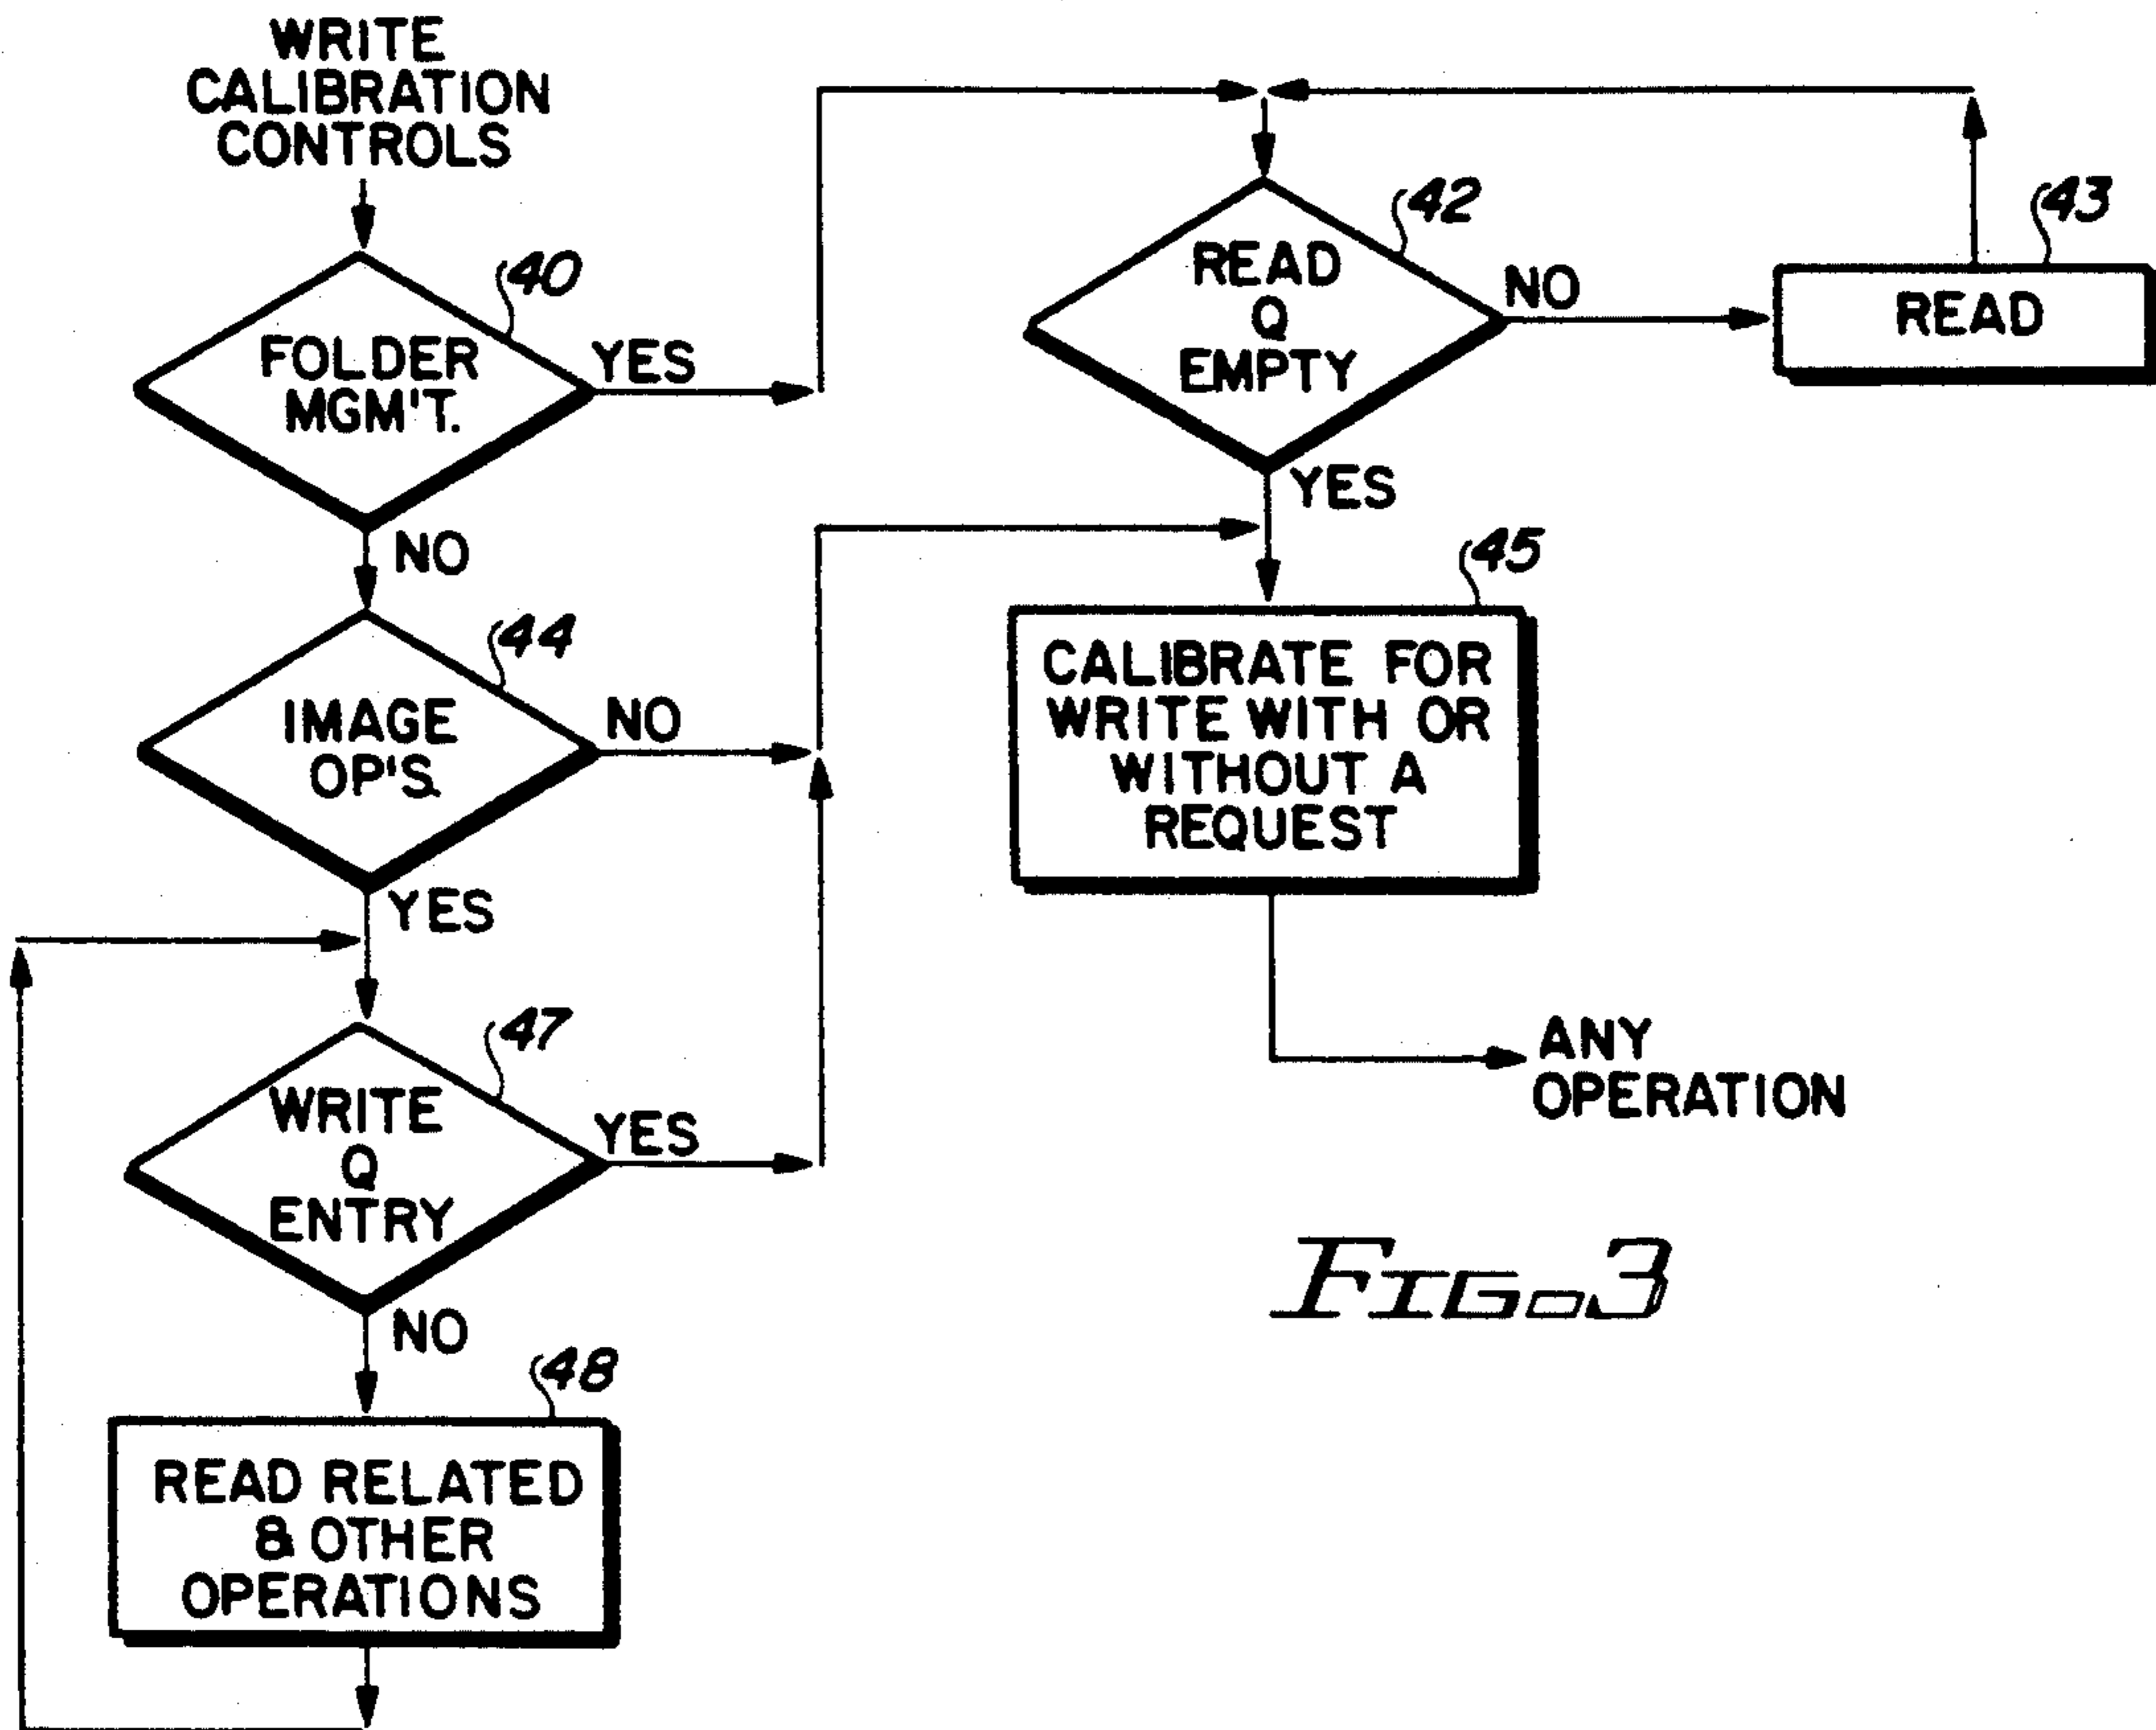 WRITE
CALIBRATION
CONTROLS
40
FOLDER
MGM'T.
YES
NO
42
READ
Q
EMPTY
NO
YES
43
READ
44
IMAGE
OP'S.
NO
YES
45
CALIBRATE FOR
WRITE WITH OR
WITHOUT A
REQUEST
ANY
OPERATION
47
WRITE
Q
ENTRY
YES
NO
48
READ RELATED
& OTHER
OPERATIONS
FIG. 3